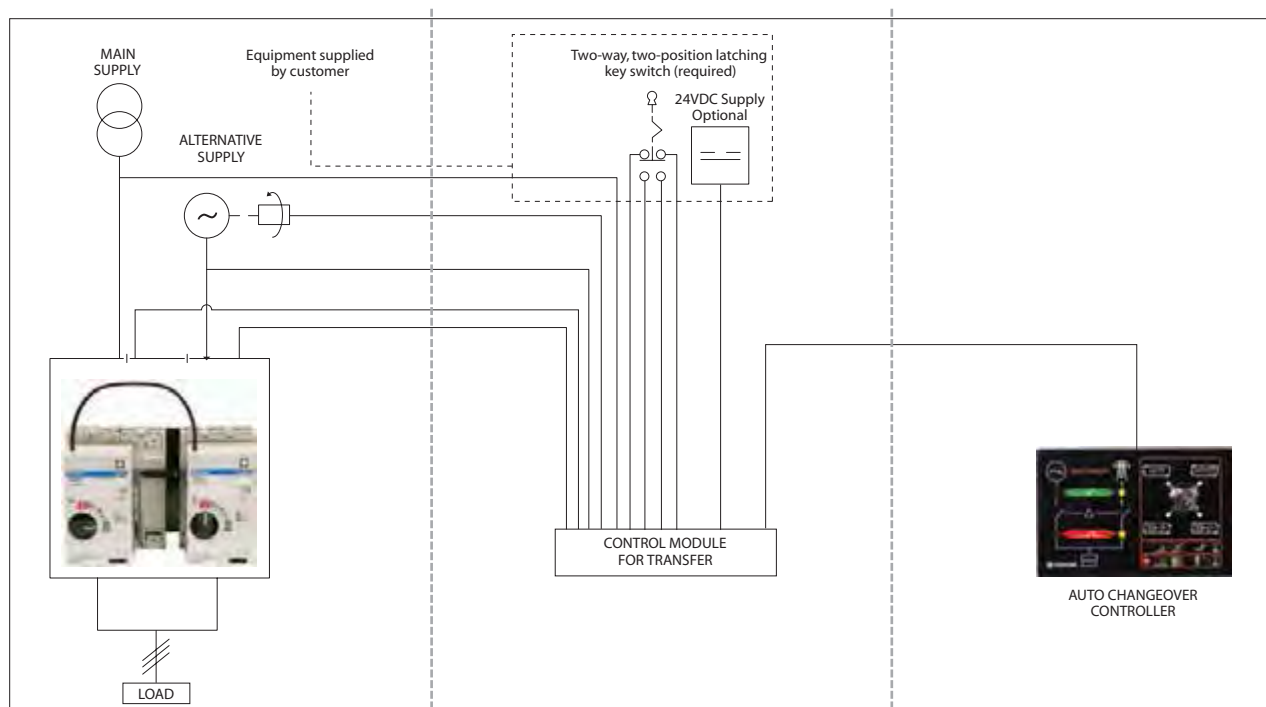 MAIN
SUPPLY
Equipment supplied
by customer
Two-way, two-position latching
key switch (required)
24VDC Supply
Optional
ALTERNATIVE
SUPPLY
CONTROL MODULE
FOR TRANSFER
AUTO CHANGEOVER
CONTROLLER
LOAD